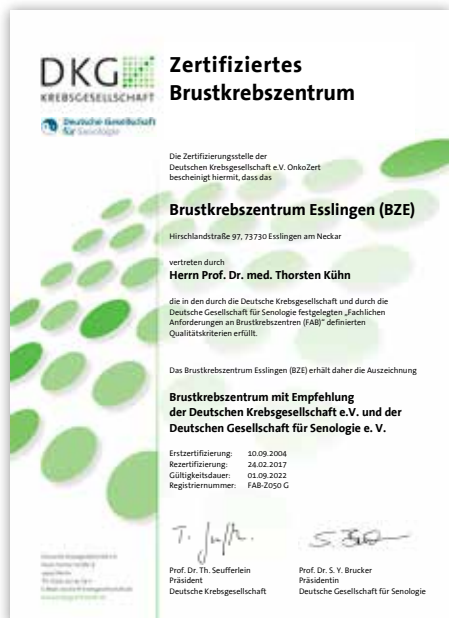 DKG
KREBSGESELLSCHAFT
Deutsche Gesellschaft
für Senologie
Zertifiziertes
Brustkrebszentrum
Die Zertifizierungsstelle der
Deutschen Krebsgesellschaft e.V. OnkoZert
bescheinigt hiermit, dass das
Brustkrebszentrum Esslingen (BZE)
Hirschlandstraße 97, 73730 Esslingen am Neckar
vertreten durch
Herrn Prof. Dr. med. Thorsten Kühn
die in den durch die Deutsche Krebsgesellschaft und durch die
Deutsche Gesellschaft für Senologie festgelegten „Fachlichen
Anforderungen an Brustkrebszentren (FAB)“ definierten
Qualitätskriterien erfüllt.
Das Brustkrebszentrum Esslingen (BZE) erhält daher die Auszeichnung
Brustkrebszentrum mit Empfehlung
der Deutschen Krebsgesellschaft e.V. und der
Deutschen Gesellschaft für Senologie e. V.
Erstzertifizierung: 10.09.2004
Rezertifizierung: 24.02.2017
Gültigkeitsdauer: 01.09.2022
Registriernummer: FAB-Z050 G
Prof. Dr. Th. Seufferlein
Präsident
Deutsche Krebsgesellschaft
Prof. Dr. S. Y. Brucker
Präsidentin
Deutsche Gesellschaft für Senologie